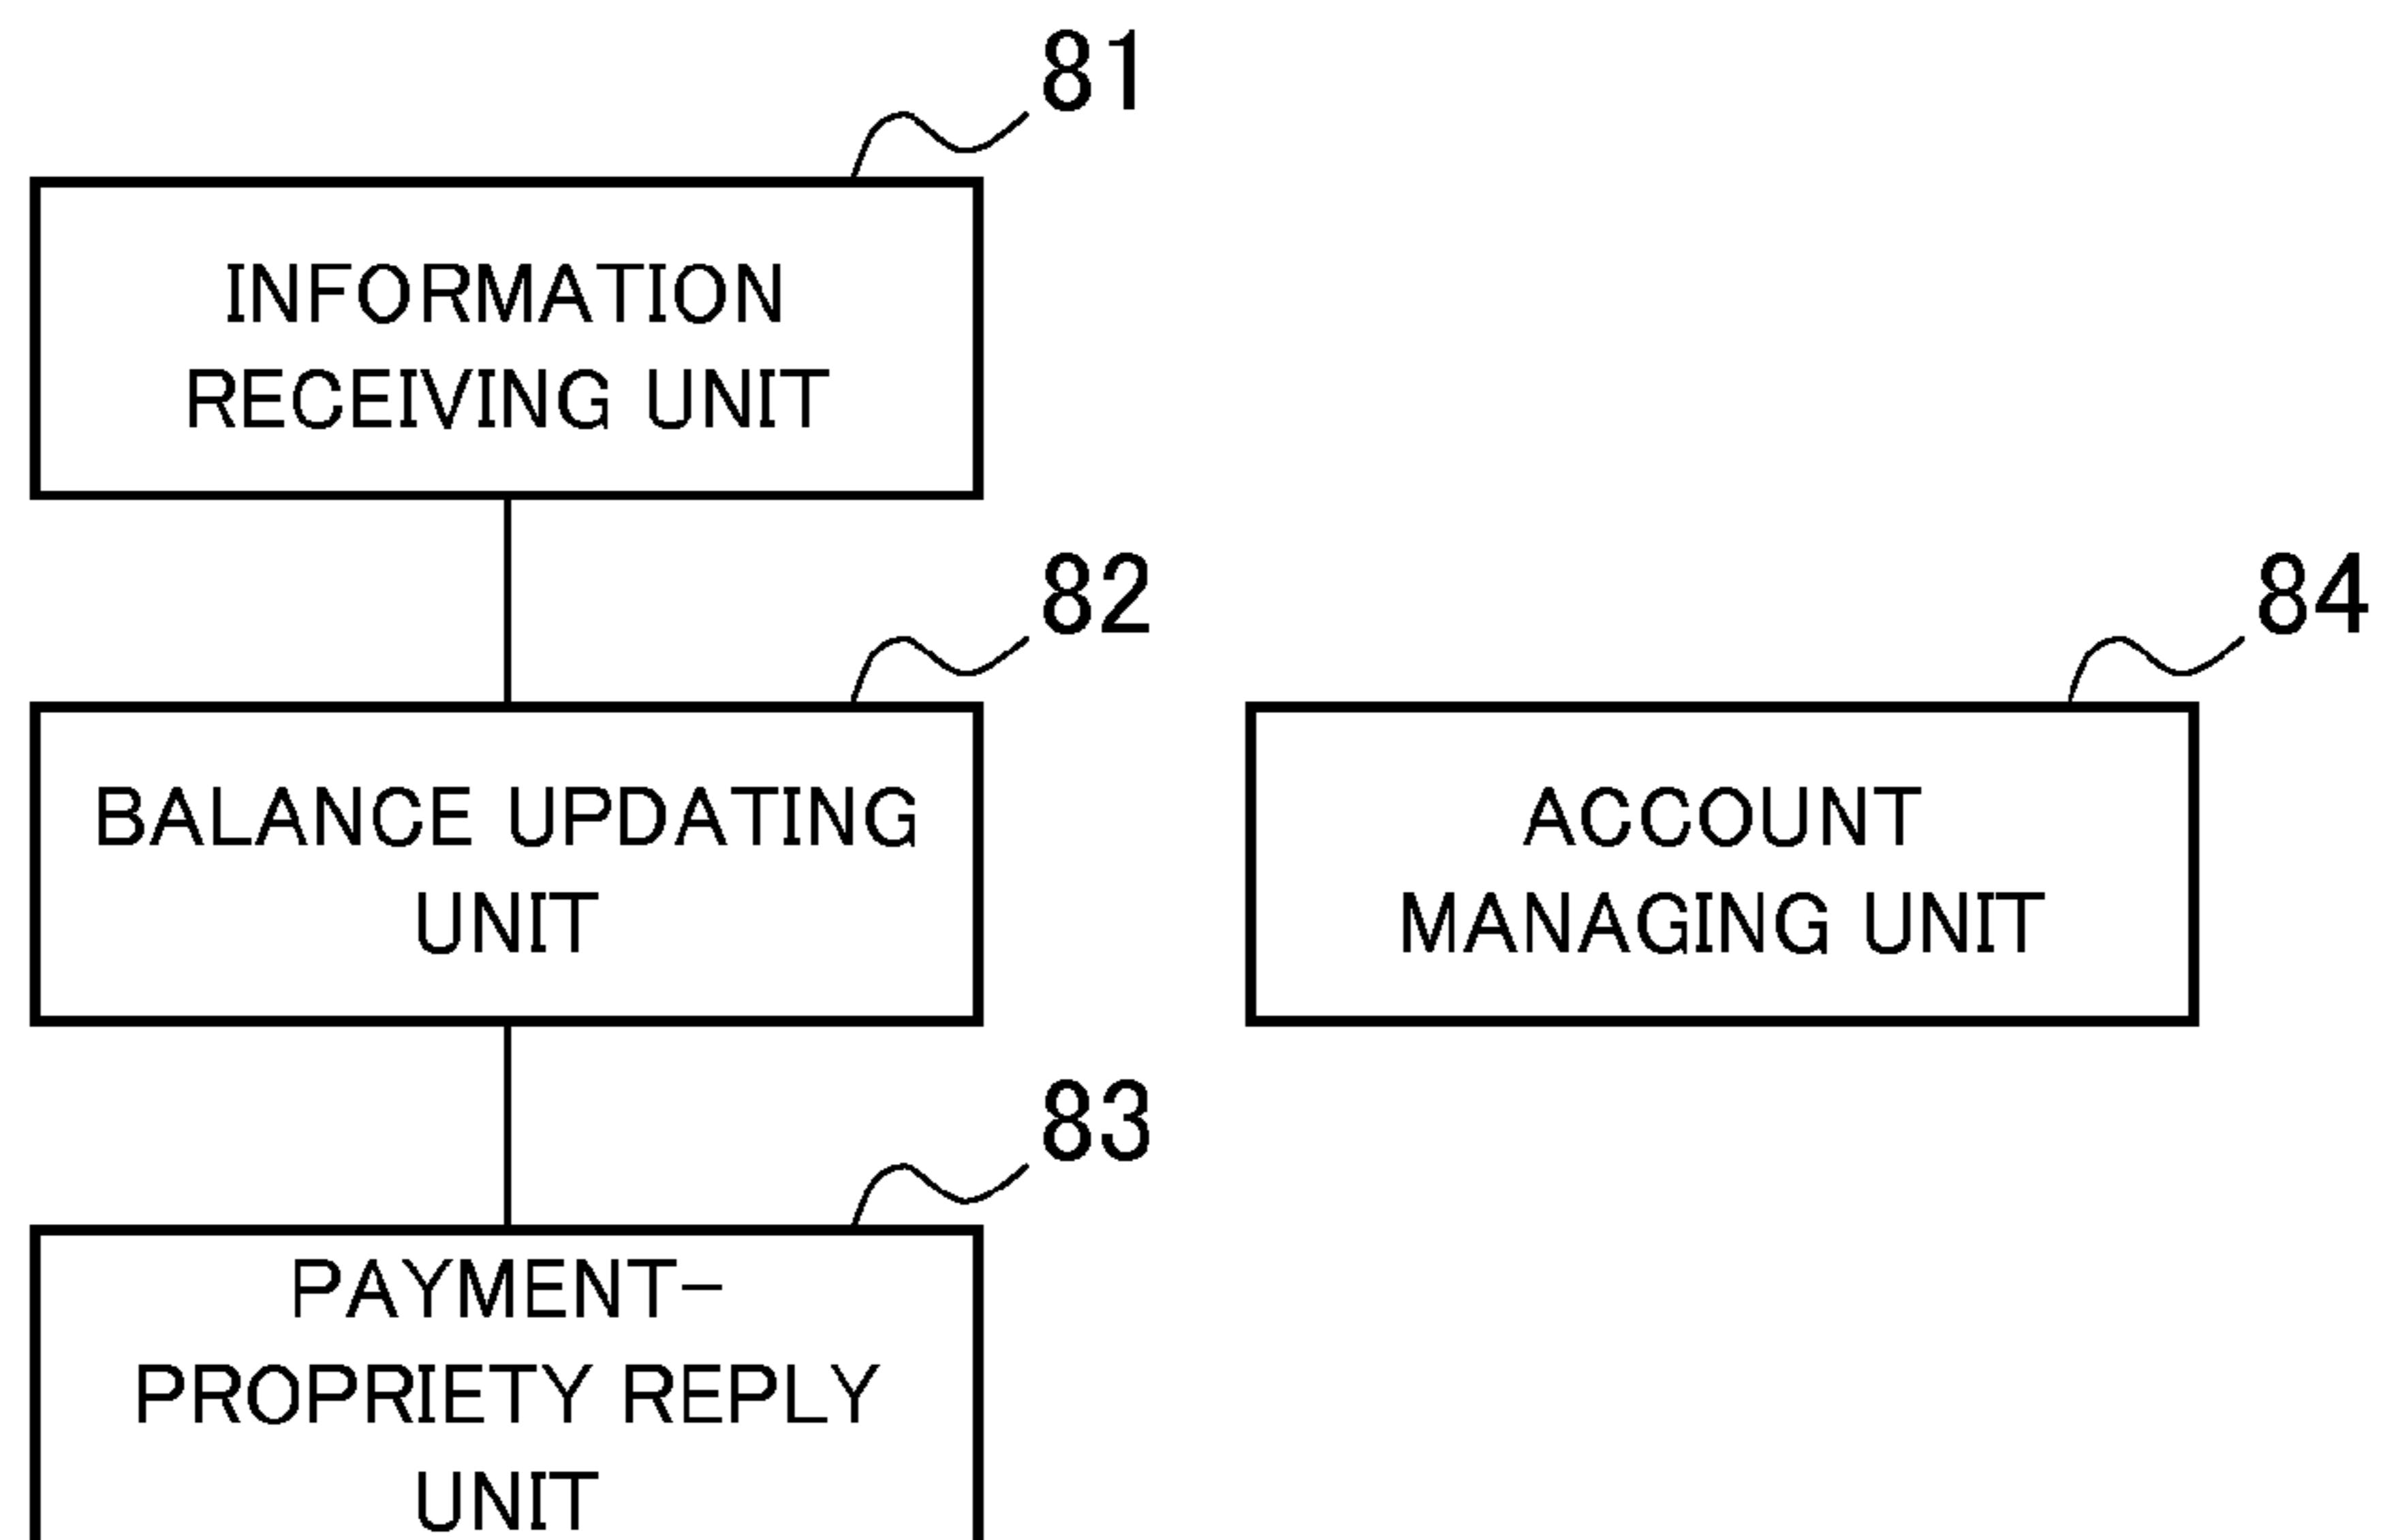 81
INFORMATION
RECEIVING UNIT
82
BALANCE UPDATING
UNIT
84
ACCOUNT
MANAGING UNIT
83
PAYMENT-
PROPRIETY REPLY
UNIT